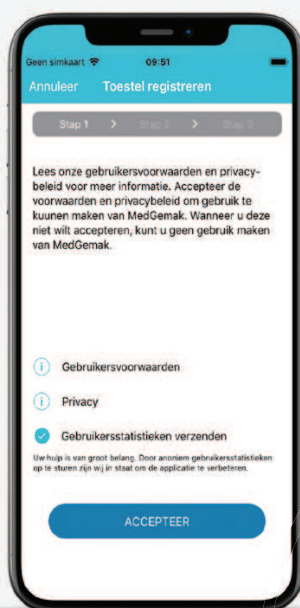 Geen simkaart 09:51
Annuleer Toestel registreren
Stap 1 > Stap 2 > Stap 3
Lees onze gebruikersvoorwaarden en privacy-
beleid voor meer informatie. Accepteer de
voorwaarden en privacybeleid om gebruik te
kuunen maken van MedGemak. Wanneer u deze
niet wilt accepteren, kunt u geen gebruik maken
van MedGemak.
Gebruikersvoorwaarden
Privacy
Gebruikersstatistieken verzenden
Uw hulp is van groot belang. Door anoniem gebruikersstatistieken
op te sturen zijn wij in staat om de applicatie te verbeteren.
ACCEPTEER